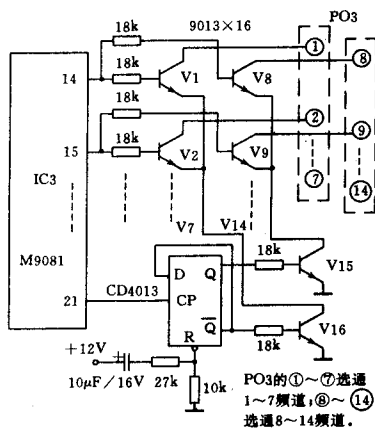 18k
9013×16
PO3
14
18k
V1
V8
①
⑧
18k
15
18k
V2
V9
②
⑨
IC3
V7
V14
⑦
⑭
M9081
CD4013
D
Q
18k
V15
21
CP
Q̅
V16
R
18k
+12V
+
10μF/16V
27k
10k
PO3的①~⑦选通
1~7频道;⑧~⑭
选通8~14频道.